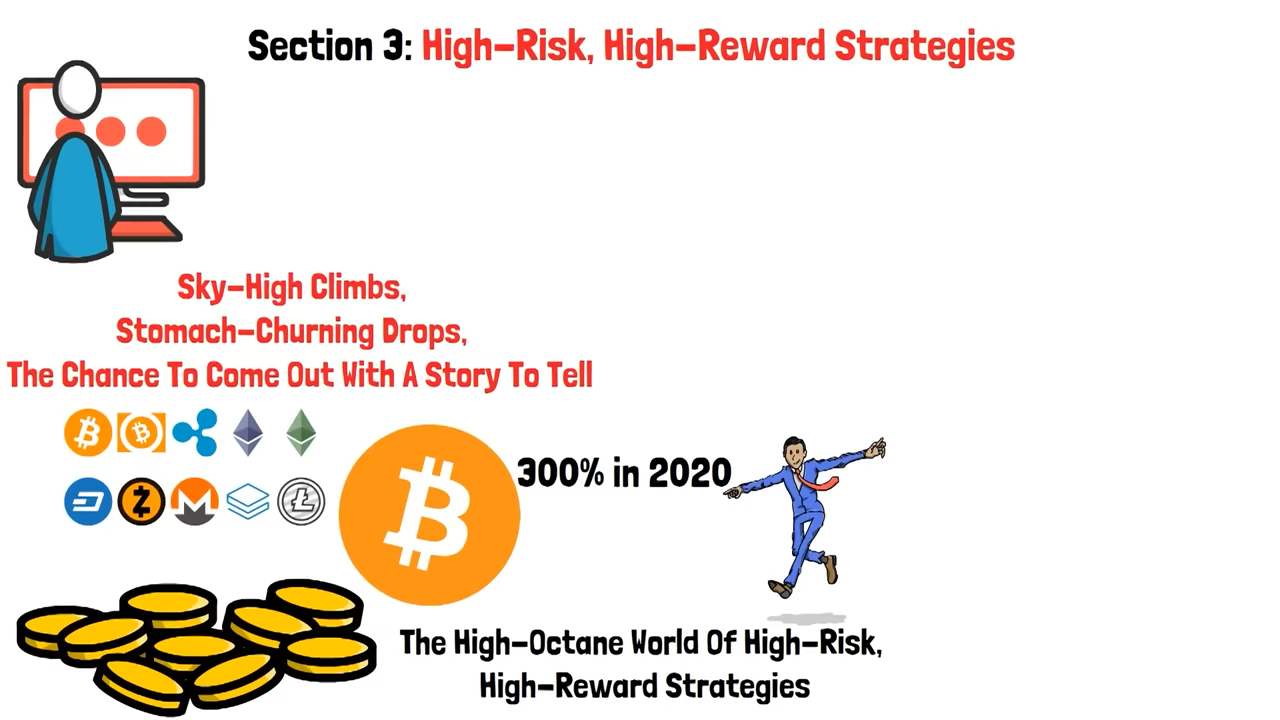 Section 3: High-Risk, High-Reward Strategies
Sky-High Climbs,
Stomach-Churning Drops,
The Chance To Come Out With A Story To Tell
300% in 2020
The High-Octane World Of High-Risk,
High-Reward Strategies